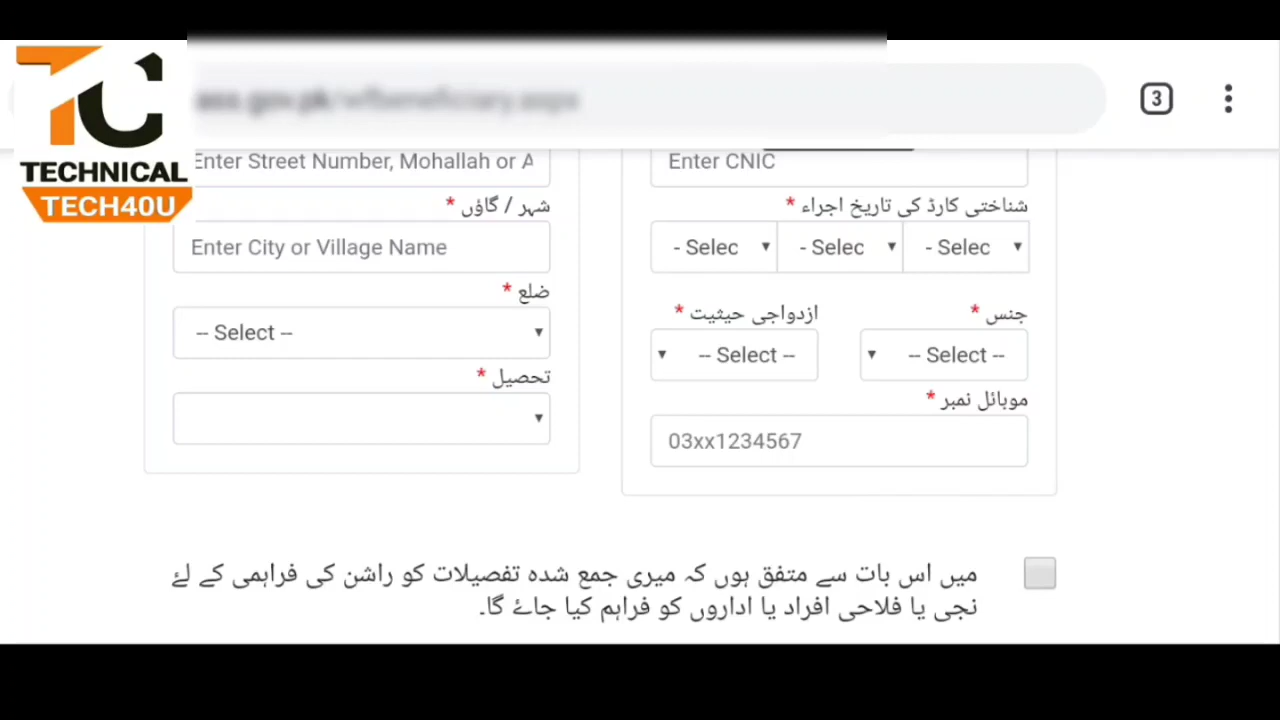 TC
TECHNICAL
TECH40U
3
Enter Street Number, Mohallah or A
Enter CNIC
شہر / گاؤں *
شناختی کارڈ کی تاریخ اجراء *
Enter City or Village Name
- Selec
- Selec
- Selec
ضلع *
-- Select --
ازدواجی حیثیت *
جنس *
-- Select --
-- Select --
تحصیل *
موبائل نمبر *
03xx1234567
میں اس بات سے متفق ہوں کہ میری جمع شدہ تفصیلات کو راشن کی فراہمی کے لۓ
نجی یا فلاحی افراد یا اداروں کو فراہم کیا جاۓ گا۔